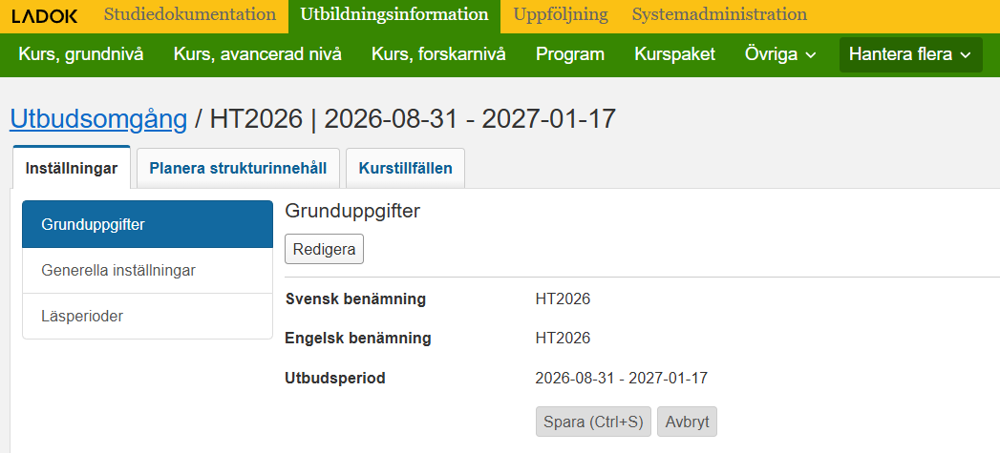 LADOK Studiedokumentation Utbildningsinformation Uppföljning Systemadministration
Kurs, grundnivå Kurs, avancerad nivå Kurs, forskarnivå Program Kurspaket Övriga Hantera flera
Utbudsomgång / HT2026 | 2026-08-31 - 2027-01-17
Inställningar Planera strukturinnehåll Kurstillfällen
Grunduppgifter
Generella inställningar
Läsperioder
Grunduppgifter
Redigera
Svensk benämning HT2026
Engelsk benämning HT2026
Utbudsperiod 2026-08-31 - 2027-01-17
Spara (Ctrl+S) Avbryt